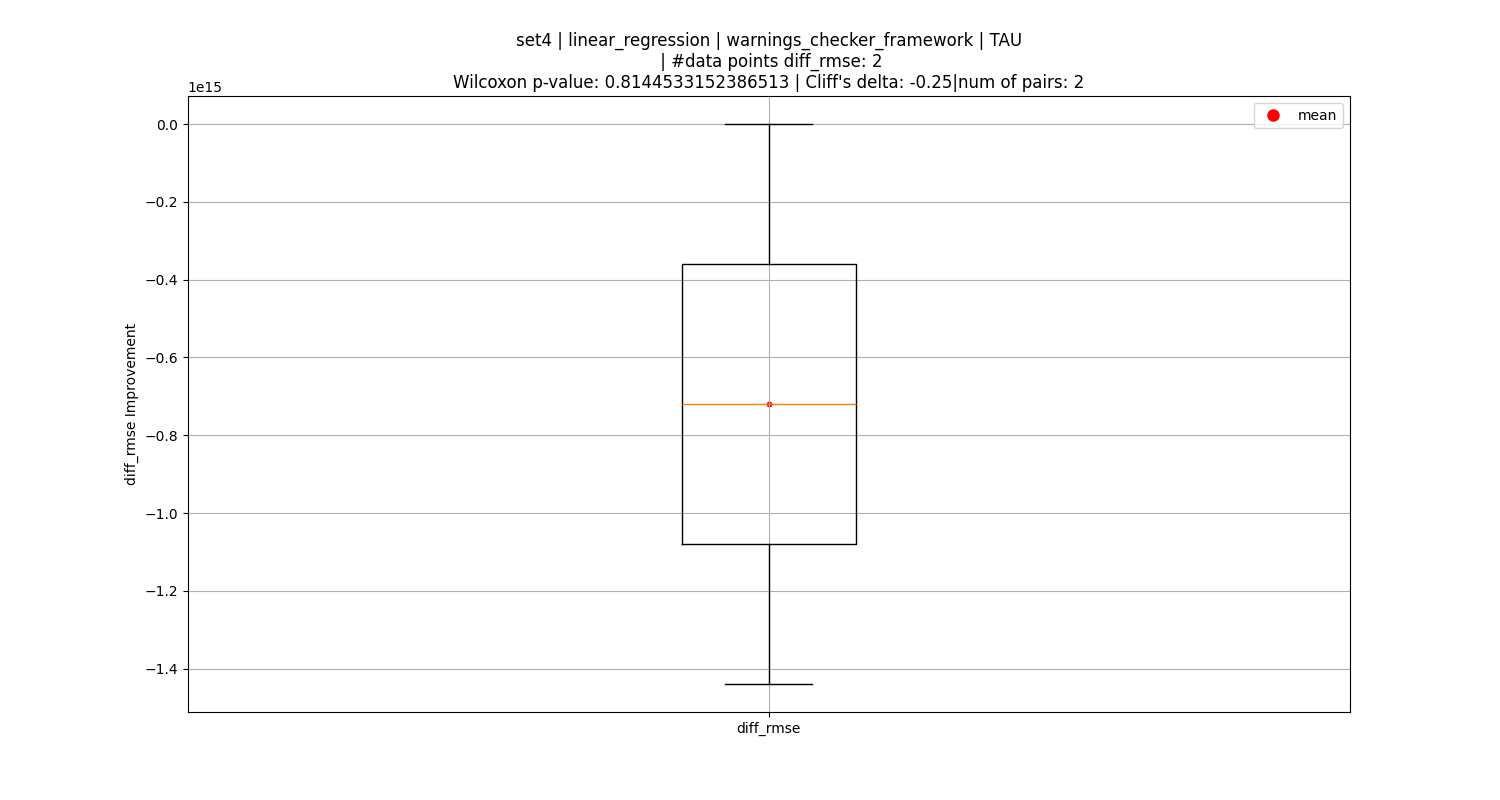 set4 | linear_regression | warnings_checker_framework | TAU
| #data points diff_rmse: 2
Wilcoxon p-value: 0.8144533152386513 | Cliff's delta: -0.25|num of pairs: 2
1e15
mean
0.0
−0.2
−0.4
−0.6
−0.8
−1.0
−1.2
−1.4
diff_rmse Improvement
diff_rmse